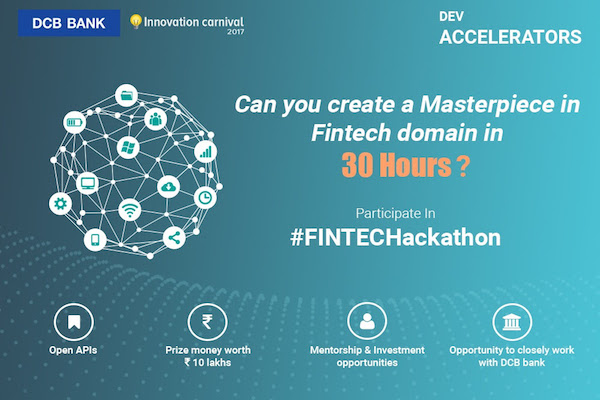 DCB BANK
Innovation carnival
2017
DEV
ACCELERATORS
Can you create a Masterpiece in
Fintech domain in
30 Hours ?
Participate In
#FINTECHackathon
Open APIs
Prize money worth
₹ 10 lakhs
Mentorship & Investment
opportunities
Opportunity to closely work
with DCB bank